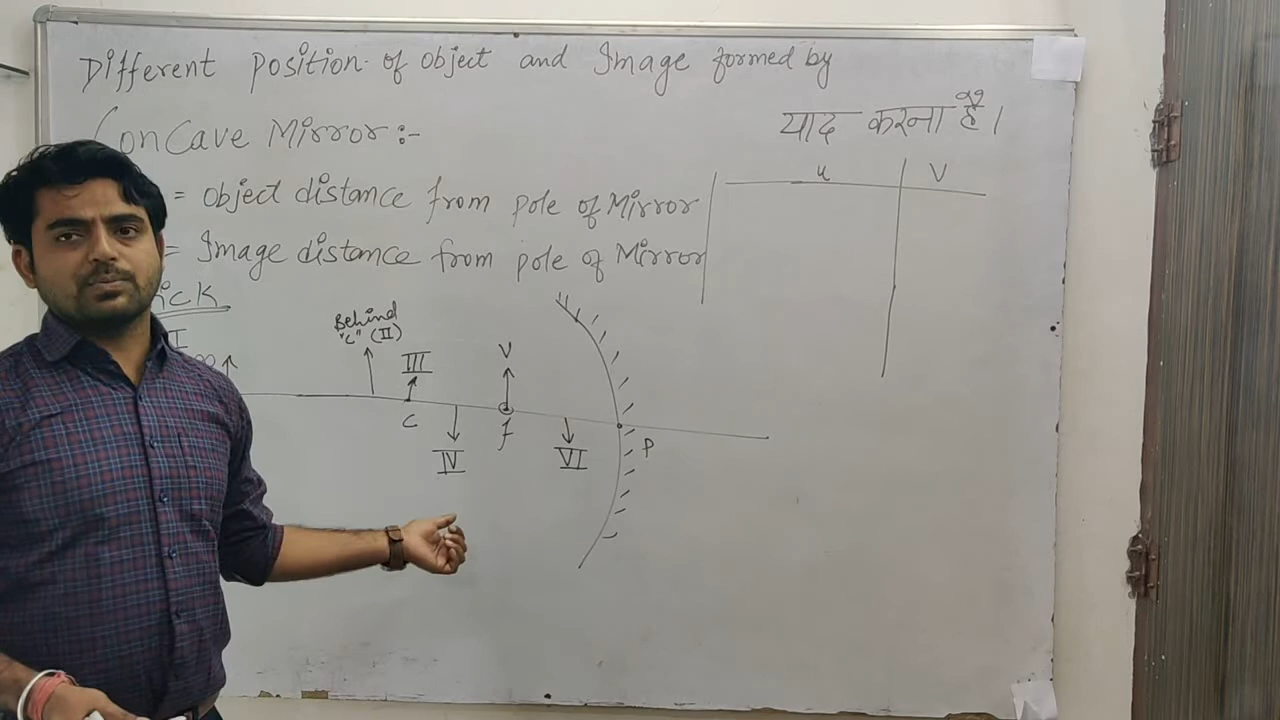 Different position of object and Image formed by
Concave Mirror:-
याद करना है।
u V
= object distance from pole of Mirror
= Image distance from pole of Mirror
Behind
"C" (II)
I
∞
III
V
C
f
P
IV
VI